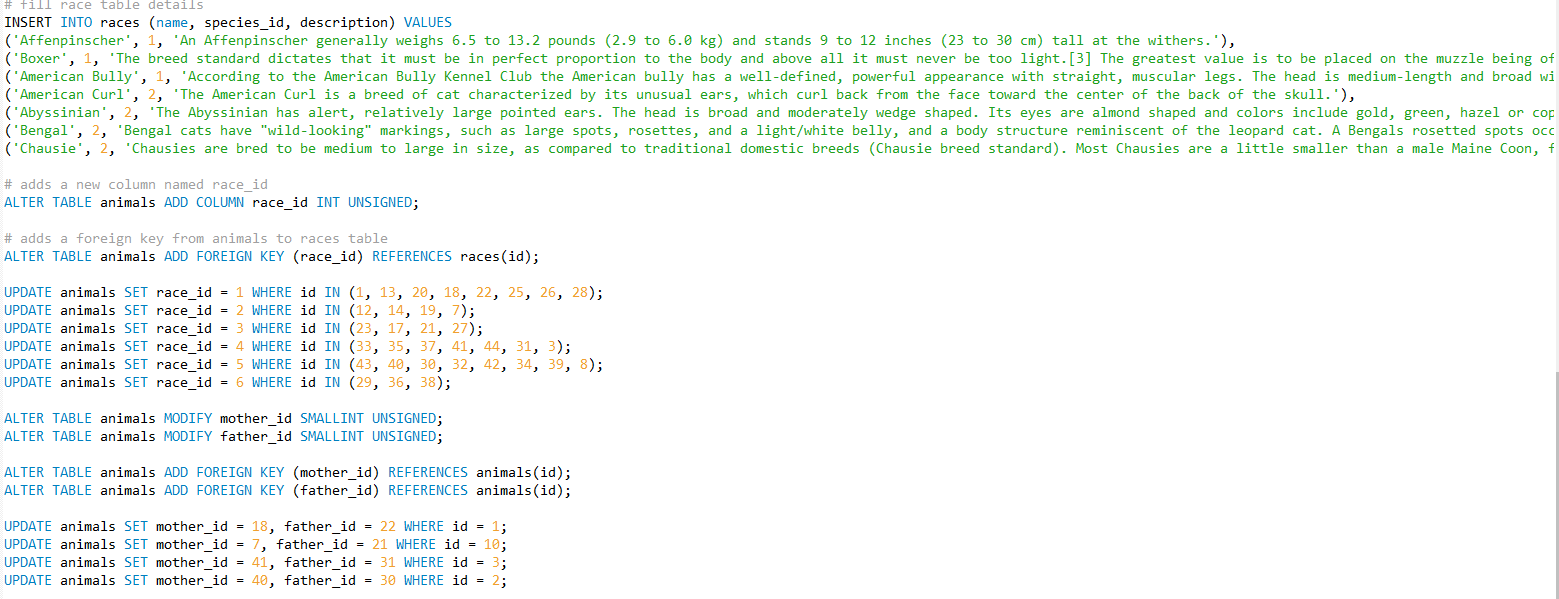 # fill race table details
INSERT INTO races (name, species_id, description) VALUES
('Affenpinscher', 1, 'An Affenpinscher generally weighs 6.5 to 13.2 pounds (2.9 to 6.0 kg) and stands 9 to 12 inches (23 to 30 cm) tall at the withers.'),
('Boxer', 1, 'The breed standard dictates that it must be in perfect proportion to the body and above all it must never be too light.[3] The greatest value is to be placed on the muzzle being of
('American Bully', 1, 'According to the American Bully Kennel Club the American bully has a well-defined, powerful appearance with straight, muscular legs. The head is medium-length and broad wi
('American Curl', 2, 'The American Curl is a breed of cat characterized by its unusual ears, which curl back from the face toward the center of the back of the skull.'),
('Abyssinian', 2, 'The Abyssinian has alert, relatively large pointed ears. The head is broad and moderately wedge shaped. Its eyes are almond shaped and colors include gold, green, hazel or cop
('Bengal', 2, 'Bengal cats have "wild-looking" markings, such as large spots, rosettes, and a light/white belly, and a body structure reminiscent of the leopard cat. A Bengals rosetted spots occ
('Chausie', 2, 'Chausies are bred to be medium to large in size, as compared to traditional domestic breeds (Chausie breed standard). Most Chausies are a little smaller than a male Maine Coon, f
# adds a new column named race_id
ALTER TABLE animals ADD COLUMN race_id INT UNSIGNED;
# adds a foreign key from animals to races table
ALTER TABLE animals ADD FOREIGN KEY (race_id) REFERENCES races(id);
UPDATE animals SET race_id = 1 WHERE id IN (1, 13, 20, 18, 22, 25, 26, 28);
UPDATE animals SET race_id = 2 WHERE id IN (12, 14, 19, 7);
UPDATE animals SET race_id = 3 WHERE id IN (23, 17, 21, 27);
UPDATE animals SET race_id = 4 WHERE id IN (33, 35, 37, 41, 44, 31, 3);
UPDATE animals SET race_id = 5 WHERE id IN (43, 40, 30, 32, 42, 34, 39, 8);
UPDATE animals SET race_id = 6 WHERE id IN (29, 36, 38);
ALTER TABLE animals MODIFY mother_id SMALLINT UNSIGNED;
ALTER TABLE animals MODIFY father_id SMALLINT UNSIGNED;
ALTER TABLE animals ADD FOREIGN KEY (mother_id) REFERENCES animals(id);
ALTER TABLE animals ADD FOREIGN KEY (father_id) REFERENCES animals(id);
UPDATE animals SET mother_id = 18, father_id = 22 WHERE id = 1;
UPDATE animals SET mother_id = 7, father_id = 21 WHERE id = 10;
UPDATE animals SET mother_id = 41, father_id = 31 WHERE id = 3;
UPDATE animals SET mother_id = 40, father_id = 30 WHERE id = 2;